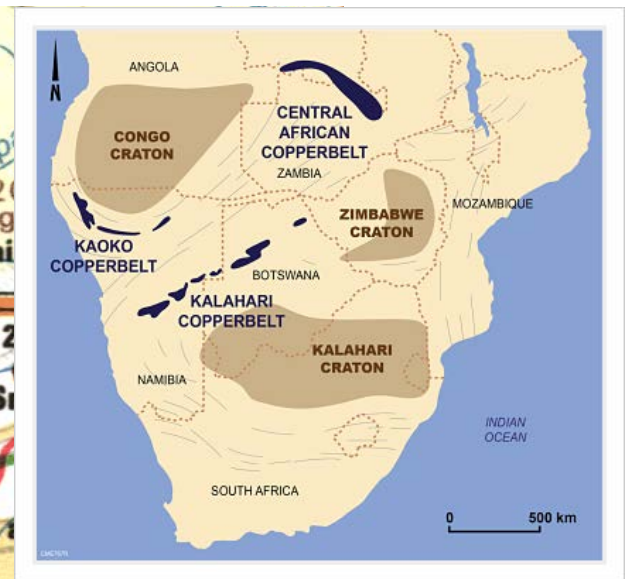 ANGOLA
N
CENTRAL
AFRICAN
COPPERBELT
CONGO
CRATON
ZAMBIA
MOZAMBIQUE
ZIMBABWE
CRATON
KAOKO
COPPERBELT
BOTSWANA
KALAHARI
COPPERBELT
KALAHARI
CRATON
NAMIBIA
INDIAN
OCEAN
SOUTH AFRICA
0 500 km